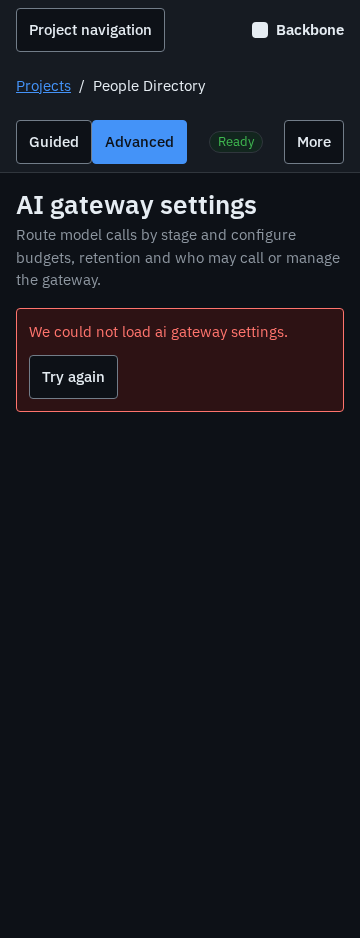 Project navigation
Backbone
Projects / People Directory
Guided
Advanced
Ready
More
AI gateway settings
Route model calls by stage and configure
budgets, retention and who may call or manage
the gateway.
We could not load ai gateway settings.
Try again